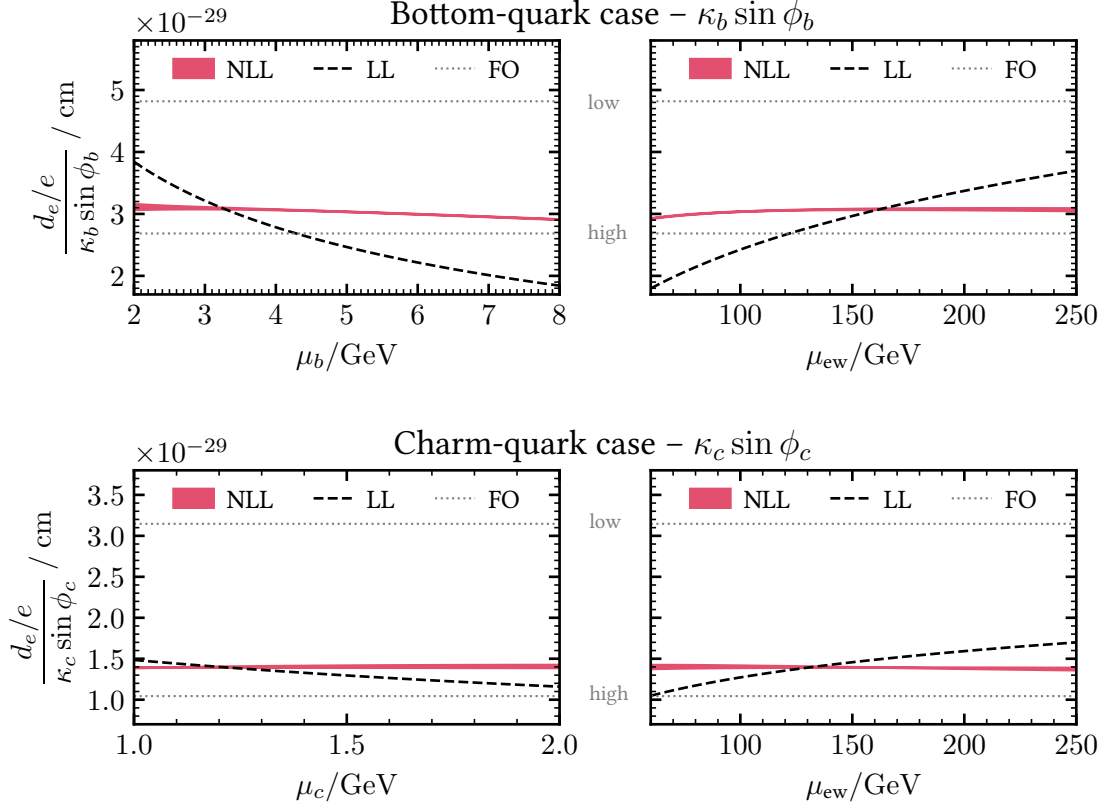 Bottom-quark case – κ_b sin ϕ_b
×10⁻²⁹
NLL LL FO
5
4
3
2
d_e/e / κ_b sin ϕ_b / cm
2 3 4 5 6 7 8
μ_b/GeV
NLL LL FO
low
high
100 150 200 250
μ_ew/GeV
Charm-quark case – κ_c sin ϕ_c
×10⁻²⁹
NLL LL FO
3.5
3.0
2.5
2.0
1.5
1.0
d_e/e / κ_c sin ϕ_c / cm
1.0 1.5 2.0
μ_c/GeV
NLL LL FO
low
high
100 150 200 250
μ_ew/GeV